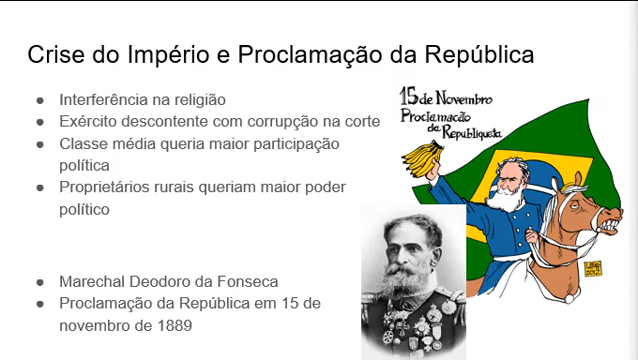 Crise do Império e Proclamação da República
● Interferência na religião
● Exército descontente com corrupção na corte
● Classe média queria maior participação
política
● Proprietários rurais queriam maior poder
político
● Marechal Deodoro da Fonseca
● Proclamação da República em 15 de
novembro de 1889
15 de Novembro
Proclamação
da Republiqueta
2012